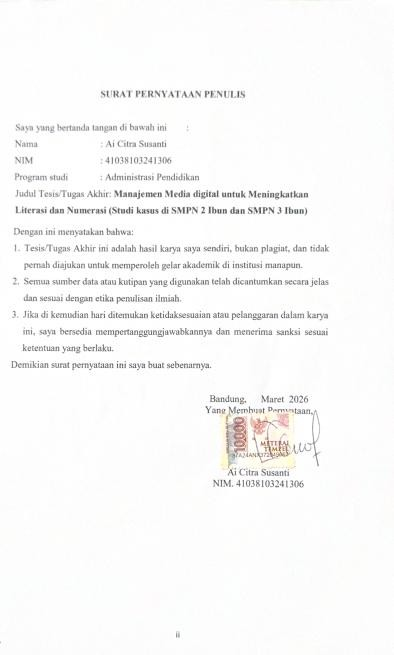 SURAT PERNYATAAN PENULIS
Saya yang bertanda tangan di bawah ini :
Nama : Ai Citra Susanti
NIM : 41038103241306
Program studi : Administrasi Pendidikan
Judul Tesis/Tugas Akhir: Manajemen Media digital untuk Meningkatkan
Literasi dan Numerasi (Studi kasus di SMPN 2 Ibun dan SMPN 3 Ibun)
Dengan ini menyatakan bahwa:
1. Tesis/Tugas Akhir ini adalah hasil karya saya sendiri, bukan plagiat, dan tidak
pernah diajukan untuk memperoleh gelar akademik di institusi manapun.
2. Semua sumber data atau kutipan yang digunakan telah dicantumkan secara jelas
dan sesuai dengan etika penulisan ilmiah.
3. Jika di kemudian hari ditemukan ketidaksesuaian atau pelanggaran dalam karya
ini, saya bersedia mempertanggungjawabkannya dan menerima sanksi sesuai
ketentuan yang berlaku.
Demikian surat pernyataan ini saya buat sebenarnya.
Bandung, Maret 2026
Yang Membuat Pernyataan,
10000
METERAI
TEMPEL
Ai Citra Susanti
NIM. 41038103241306
ii